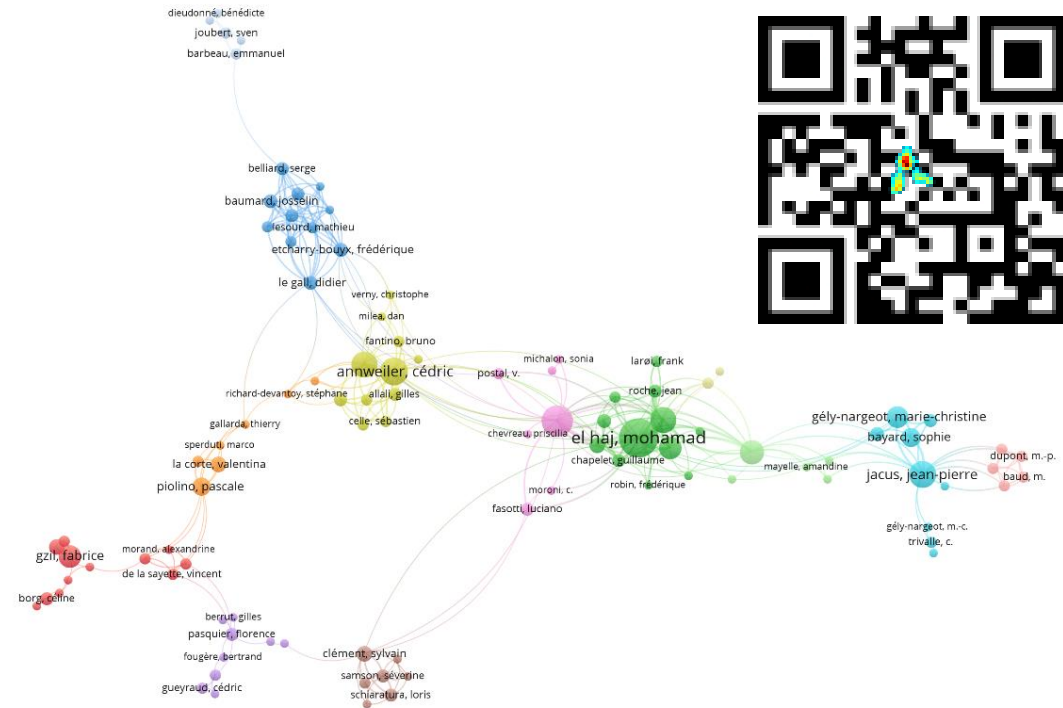 dieudonné, bénédicte
joubert, sven
barbeau, emmanuel
belliard, serge
baumard, josselin
lesourd, mathieu
etcharry-bouyx, frédérique
le gall, didier
verny, christophe
milea, dan
fantino, bruno
annweiler, cédric
michalon, sonia
postal, v.
larøi, frank
richard-devantoy, stéphane
allali, gilles
roche, jean
celle, sébastien
gallarda, thierry
gély-nargeot, marie-christine
chevreau, priscilia
el haj, mohamad
bayard, sophie
sperduti, marco
la corte, valentina
chapelet, guillaume
mayelle, amandine
dupont, m.-p.
jacus, jean-pierre
baud, m.
piolino, pascale
robin, frédérique
moroni, c.
fasotti, luciano
gély-nargeot, m.-c.
trivalle, c.
morand, alexandrine
gzil, fabrice
de la sayette, vincent
borg, céline
berrut, gilles
pasquier, florence
fougère, bertrand
clément, sylvain
gueyraud, cédric
samson, séverine
schiaratura, loris